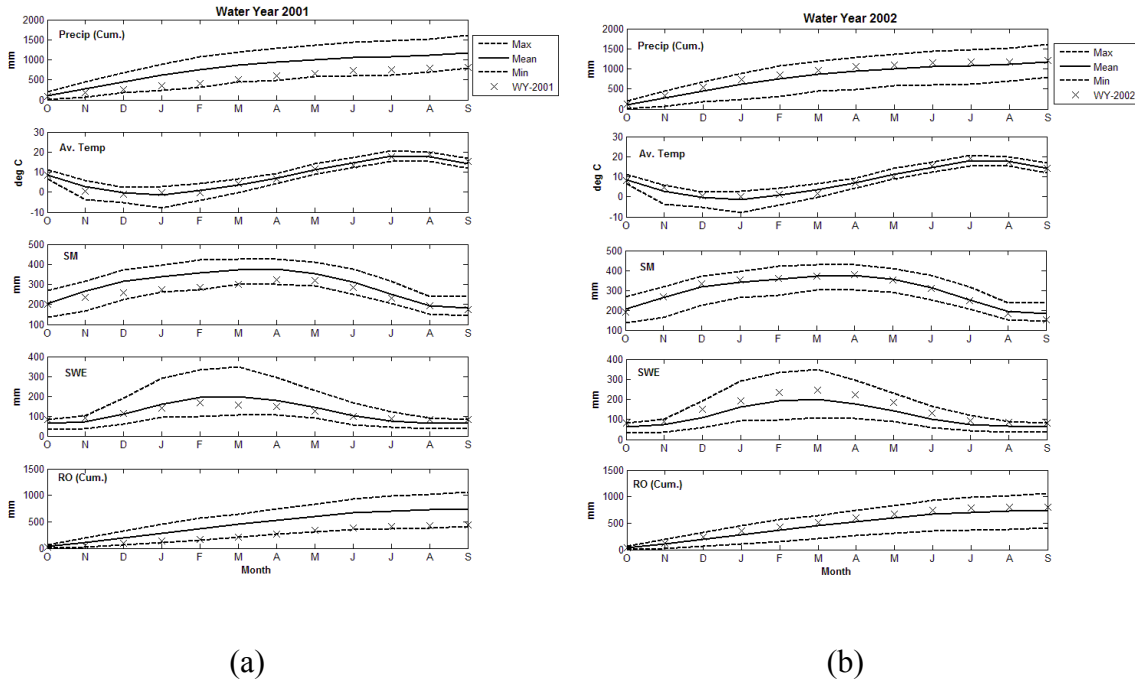 Water Year 2001
Precip (Cum.)
mm
2000
1500
1000
500
0
O N D J F M A M J J A S
Max
Mean
Min
WY-2001
Av. Temp
deg C
30
20
10
0
-10
O N D J F M A M J J A S
SM
mm
500
400
300
200
100
O N D J F M A M J J A S
SWE
mm
400
300
200
100
0
O N D J F M A M J J A S
RO (Cum.)
mm
1500
1000
500
0
O N D J F M A M J J A S
Month
(a)
Water Year 2002
Precip (Cum.)
mm
2000
1500
1000
500
0
O N D J F M A M J J A S
Max
Mean
Min
WY-2002
Av. Temp
deg C
30
20
10
0
-10
O N D J F M A M J J A S
SM
mm
500
400
300
200
100
O N D J F M A M J J A S
SWE
mm
400
300
200
100
0
O N D J F M A M J J A S
RO (Cum.)
mm
1500
1000
500
0
O N D J F M A M J J A S
Month
(b)